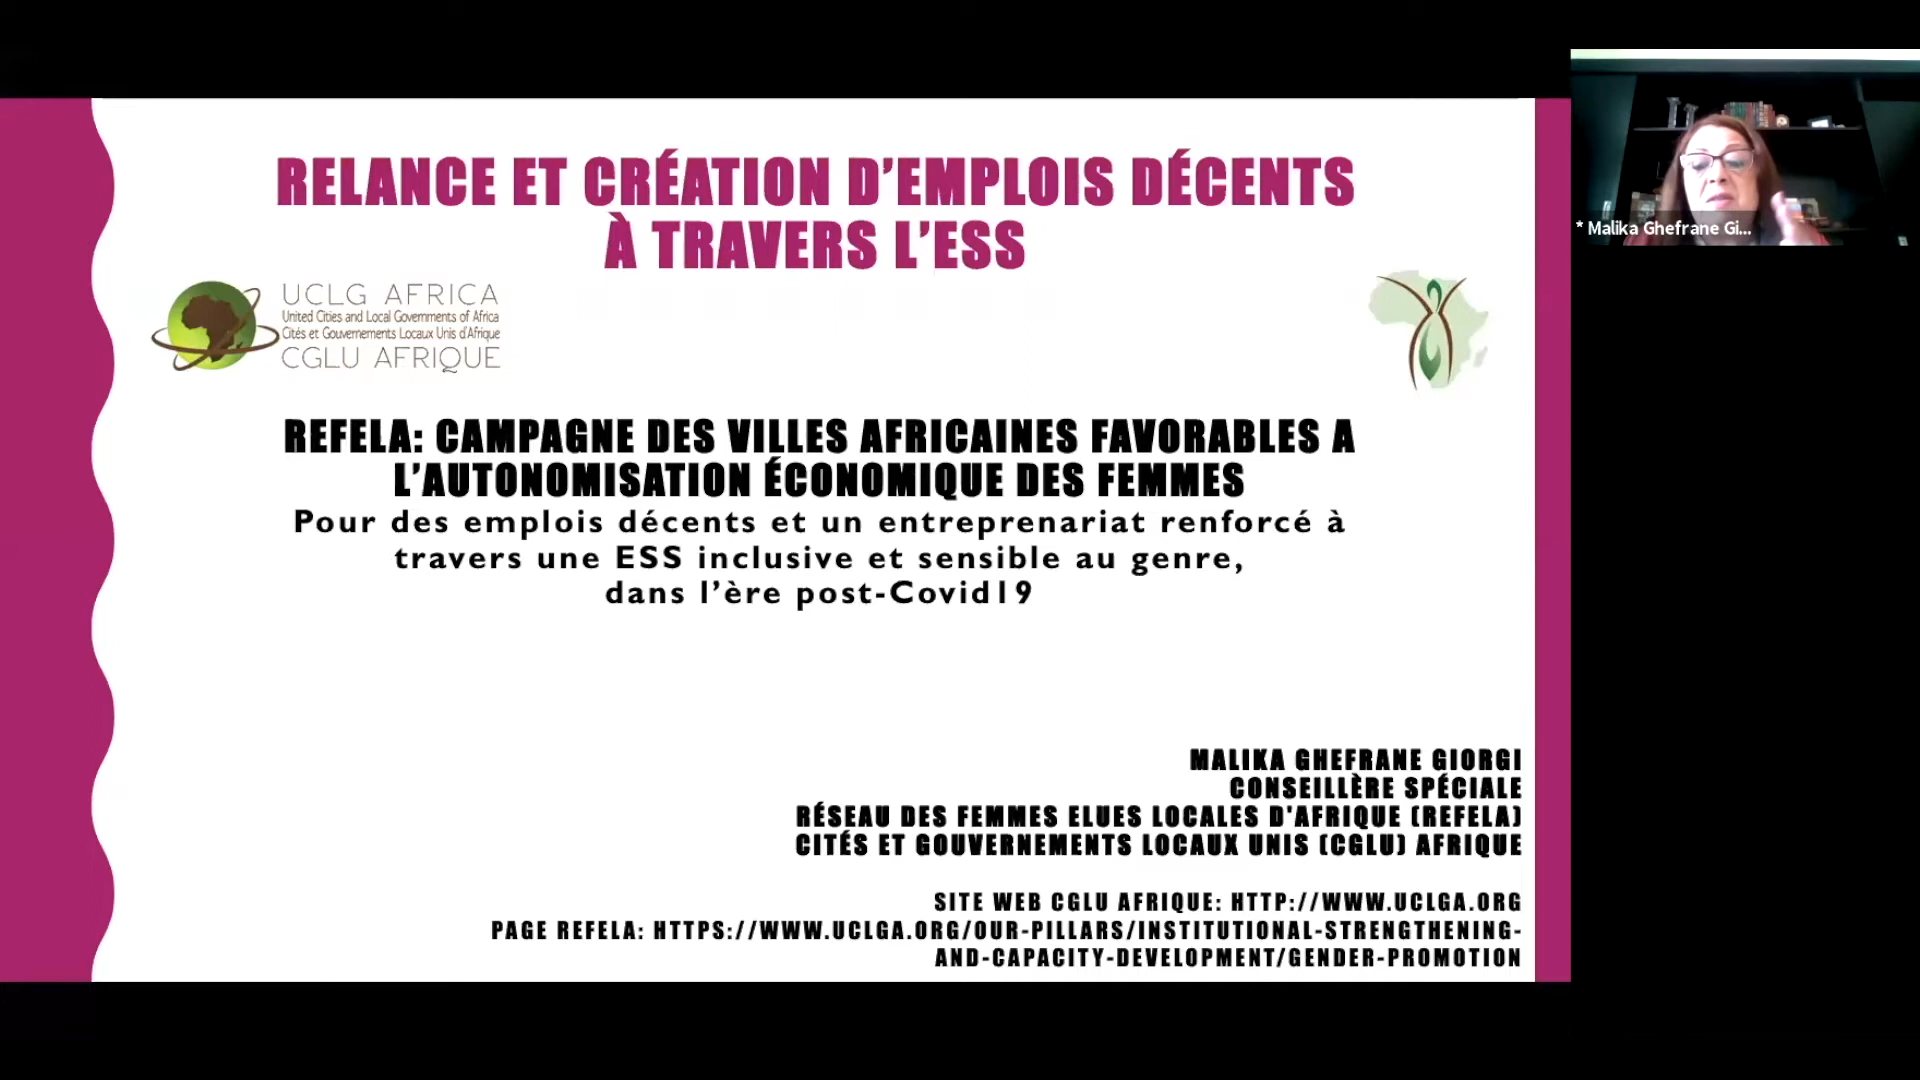 RELANCE ET CRÉATION D'EMPLOIS DÉCENTS
À TRAVERS L'ESS
UCLG AFRICA
United Cities and Local Governments of Africa
Cités et Gouvernements Locaux Unis d'Afrique
CGLU AFRIQUE
REFELA: CAMPAGNE DES VILLES AFRICAINES FAVORABLES A
L'AUTONOMISATION ÉCONOMIQUE DES FEMMES
Pour des emplois décents et un entreprenariat renforcé à
travers une ESS inclusive et sensible au genre,
dans l'ère post-Covid19
MALIKA GHEFRANE GIORGI
CONSEILLÈRE SPÉCIALE
RÉSEAU DES FEMMES ELUES LOCALES D'AFRIQUE (REFELA)
CITÉS ET GOUVERNEMENTS LOCAUX UNIS (CGLU) AFRIQUE
SITE WEB CGLU AFRIQUE: HTTP://WWW.UCLGA.ORG
PAGE REFELA: HTTPS://WWW.UCLGA.ORG/OUR-PILLARS/INSTITUTIONAL-STRENGTHENING-
AND-CAPACITY-DEVELOPMENT/GENDER-PROMOTION
* Malika Ghefrane Gi...